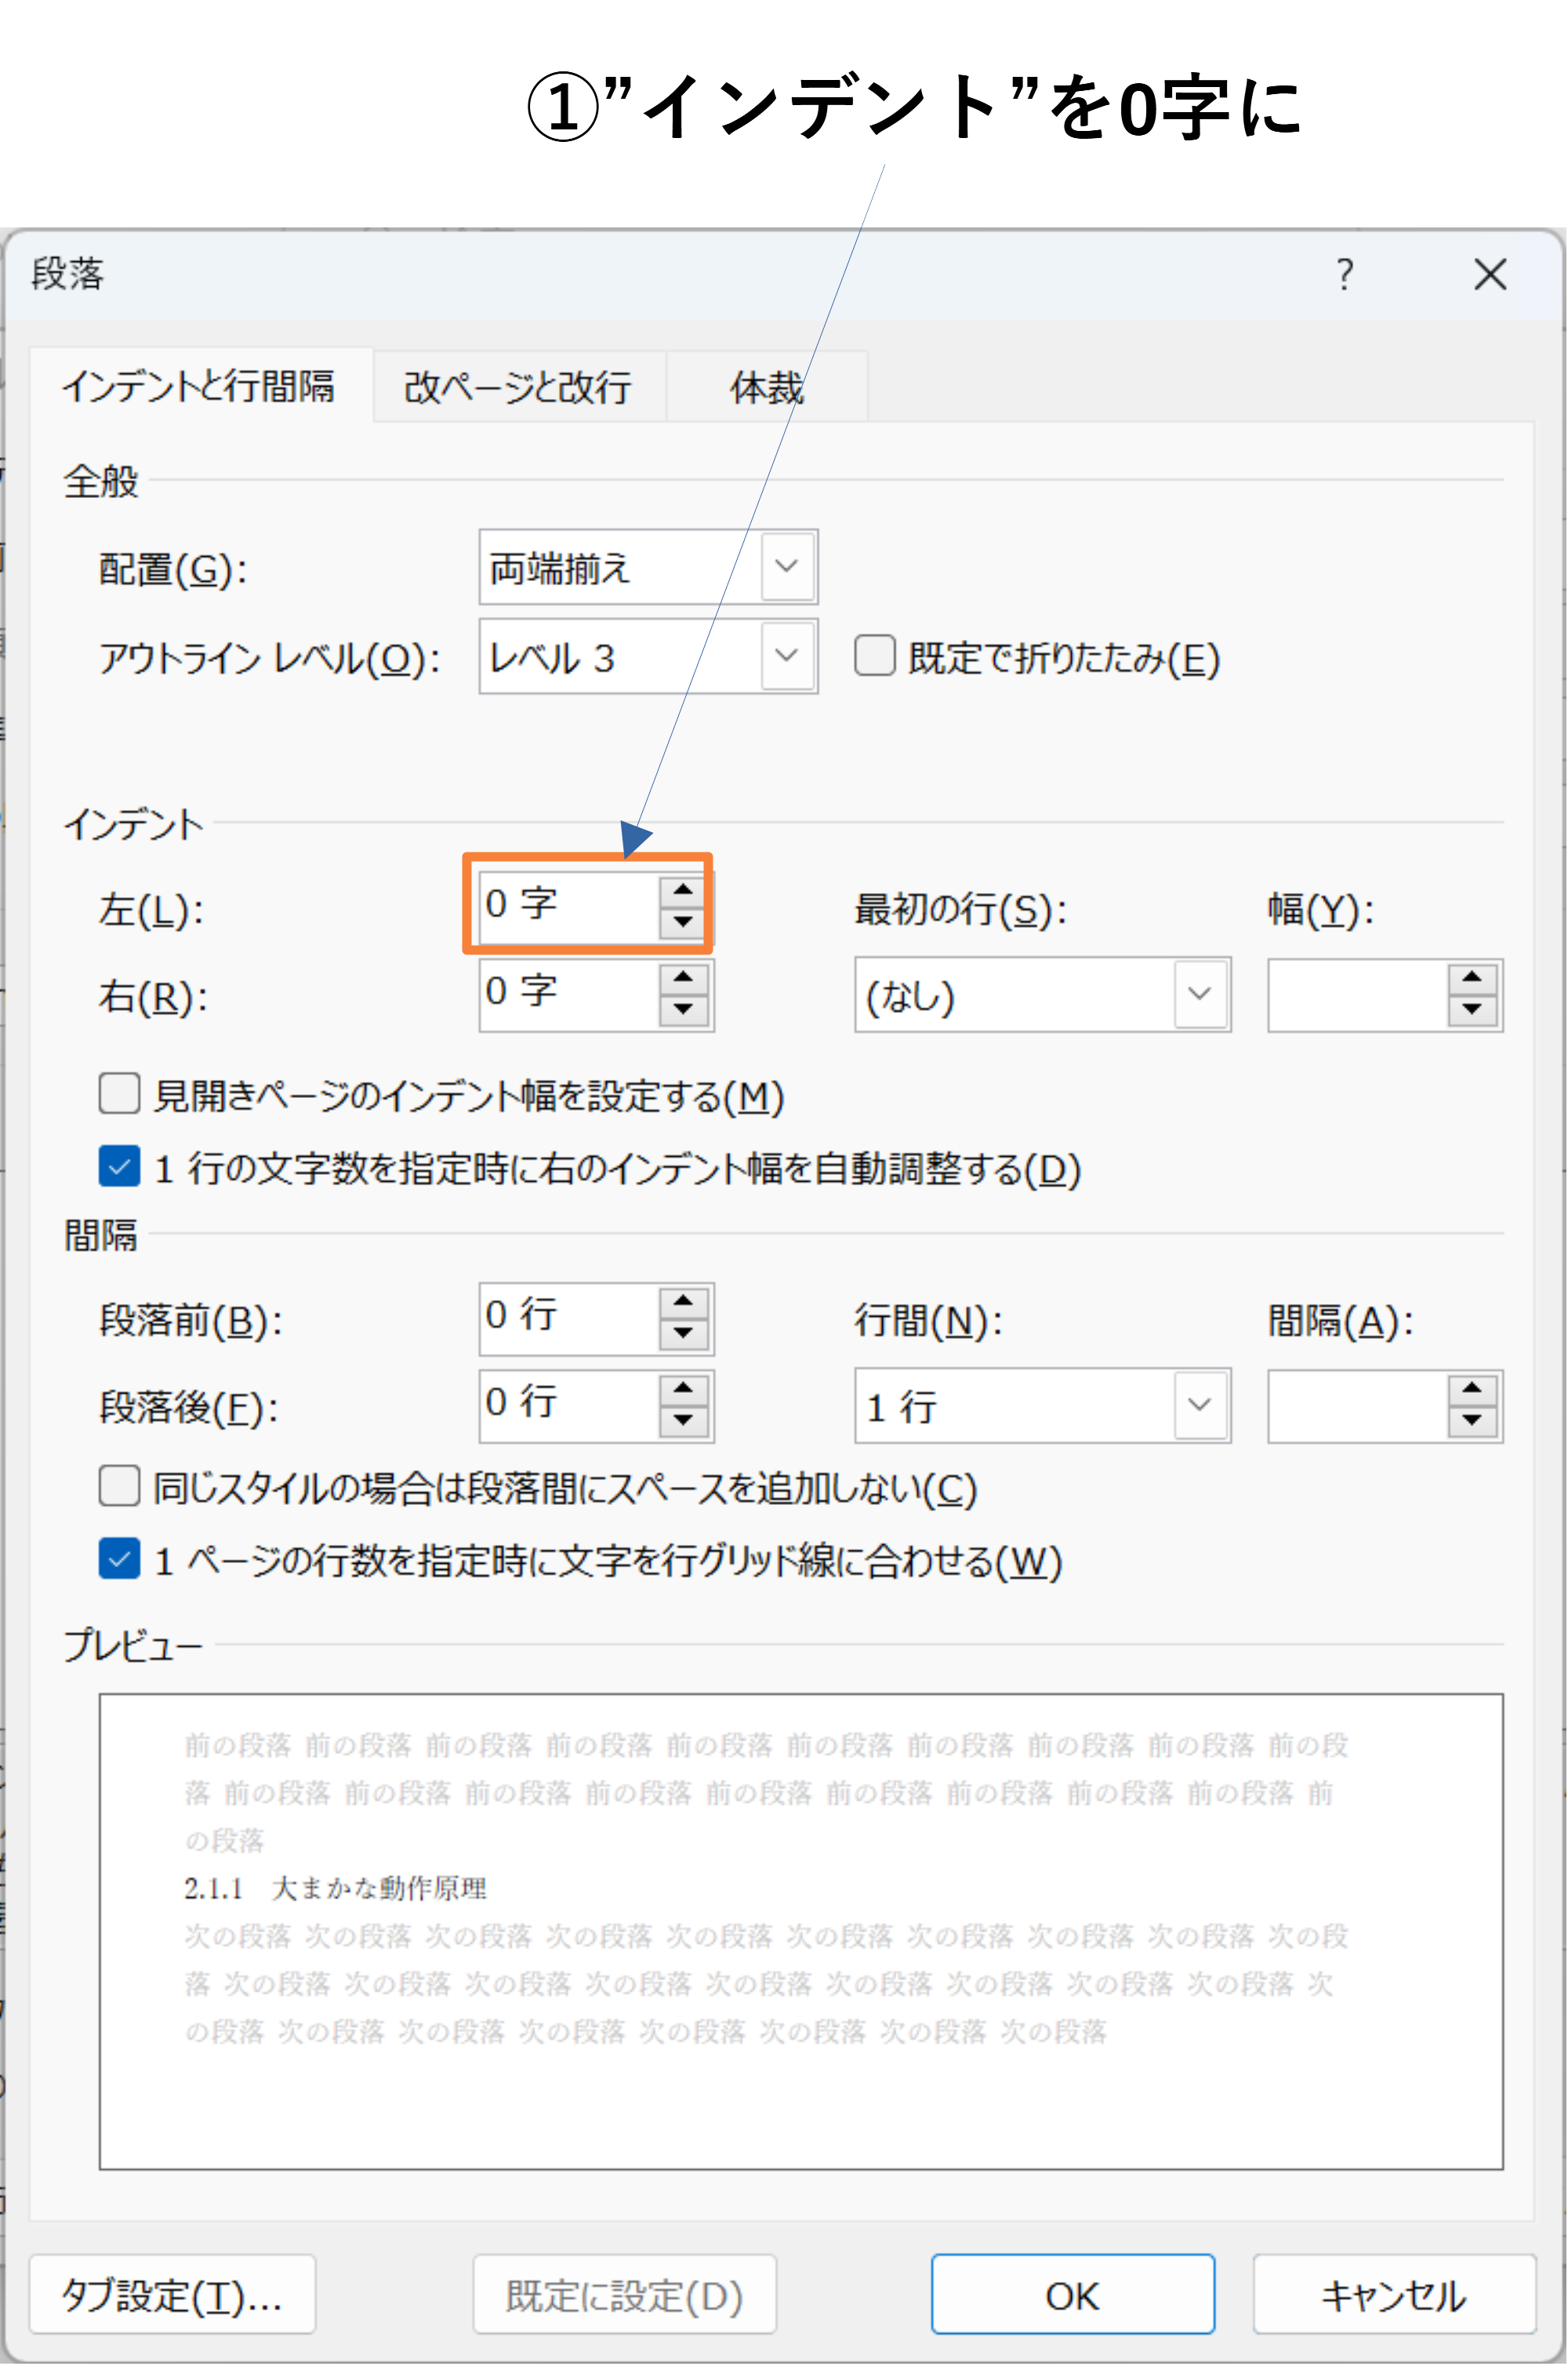 ①”インデント”を0字に
段落 ?
インデントと行間隔 改ページと改行 体裁
全般
配置(G): 両端揃え
アウトライン レベル(O): レベル 3 既定で折りたたみ(E)
インデント
左(L): 0 字 最初の行(S): 幅(Y):
右(R): 0 字 (なし)
見開きページのインデント幅を設定する(M)
1 行の文字数を指定時に右のインデント幅を自動調整する(D)
間隔
段落前(B): 0 行 行間(N): 間隔(A):
段落後(F): 0 行 1 行
同じスタイルの場合は段落間にスペースを追加しない(C)
1 ページの行数を指定時に文字を行グリッド線に合わせる(W)
プレビュー
前の段落 前の段落 前の段落 前の段落 前の段落 前の段落 前の段落 前の段落 前の段落 前の段
落 前の段落 前の段落 前の段落 前の段落 前の段落 前の段落 前の段落 前の段落 前の段落 前
の段落
2.1.1 大まかな動作原理
次の段落 次の段落 次の段落 次の段落 次の段落 次の段落 次の段落 次の段落 次の段落 次の段
落 次の段落 次の段落 次の段落 次の段落 次の段落 次の段落 次の段落 次の段落 次の段落 次
の段落 次の段落 次の段落 次の段落 次の段落 次の段落 次の段落 次の段落
タブ設定(T)... 既定に設定(D) OK キャンセル